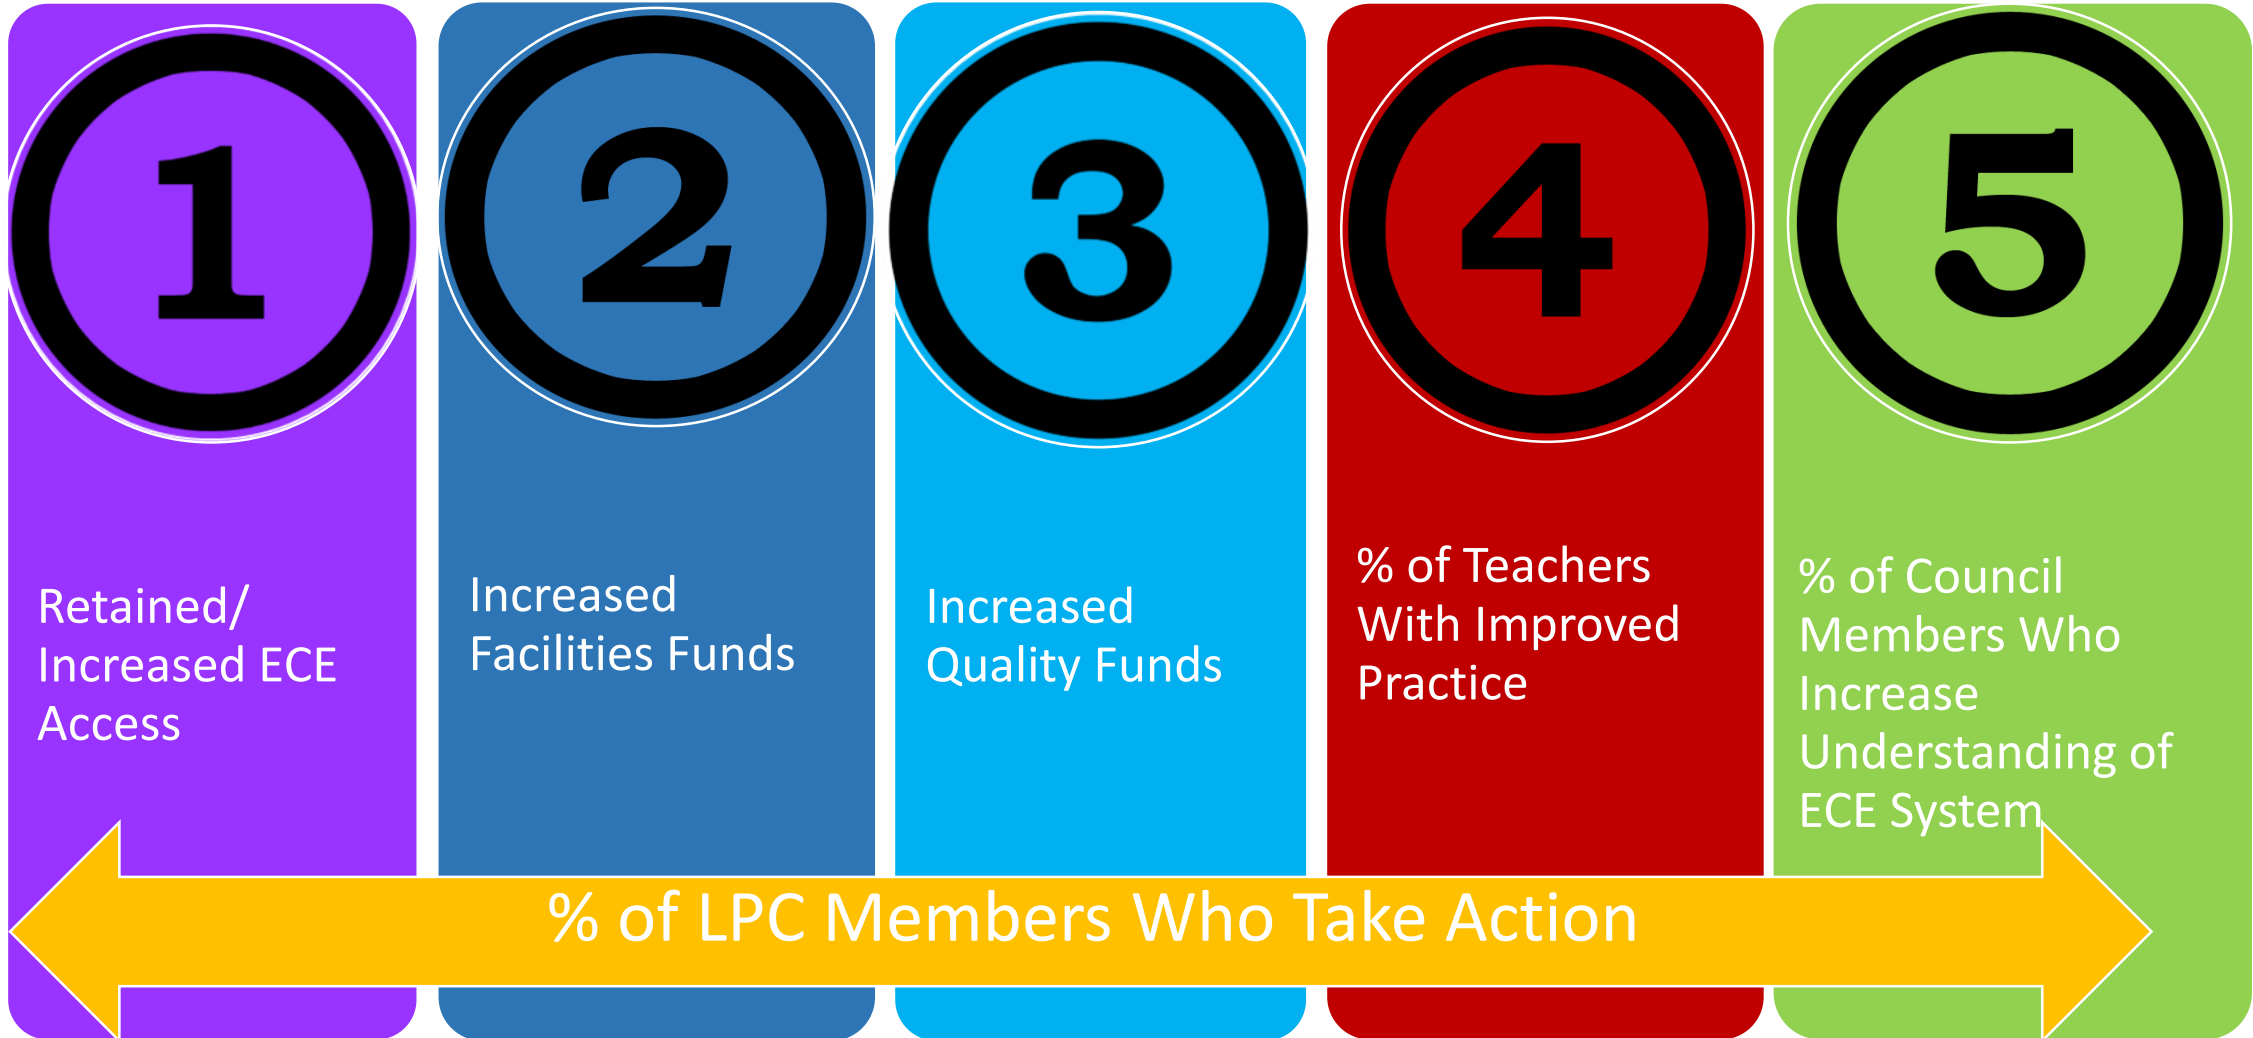 1
Retained/
Increased ECE
Access
2
Increased
Facilities Funds
3
Increased
Quality Funds
4
% of Teachers
With Improved
Practice
5
% of Council
Members Who
Increase
Understanding of
ECE System
% of LPC Members Who Take Action